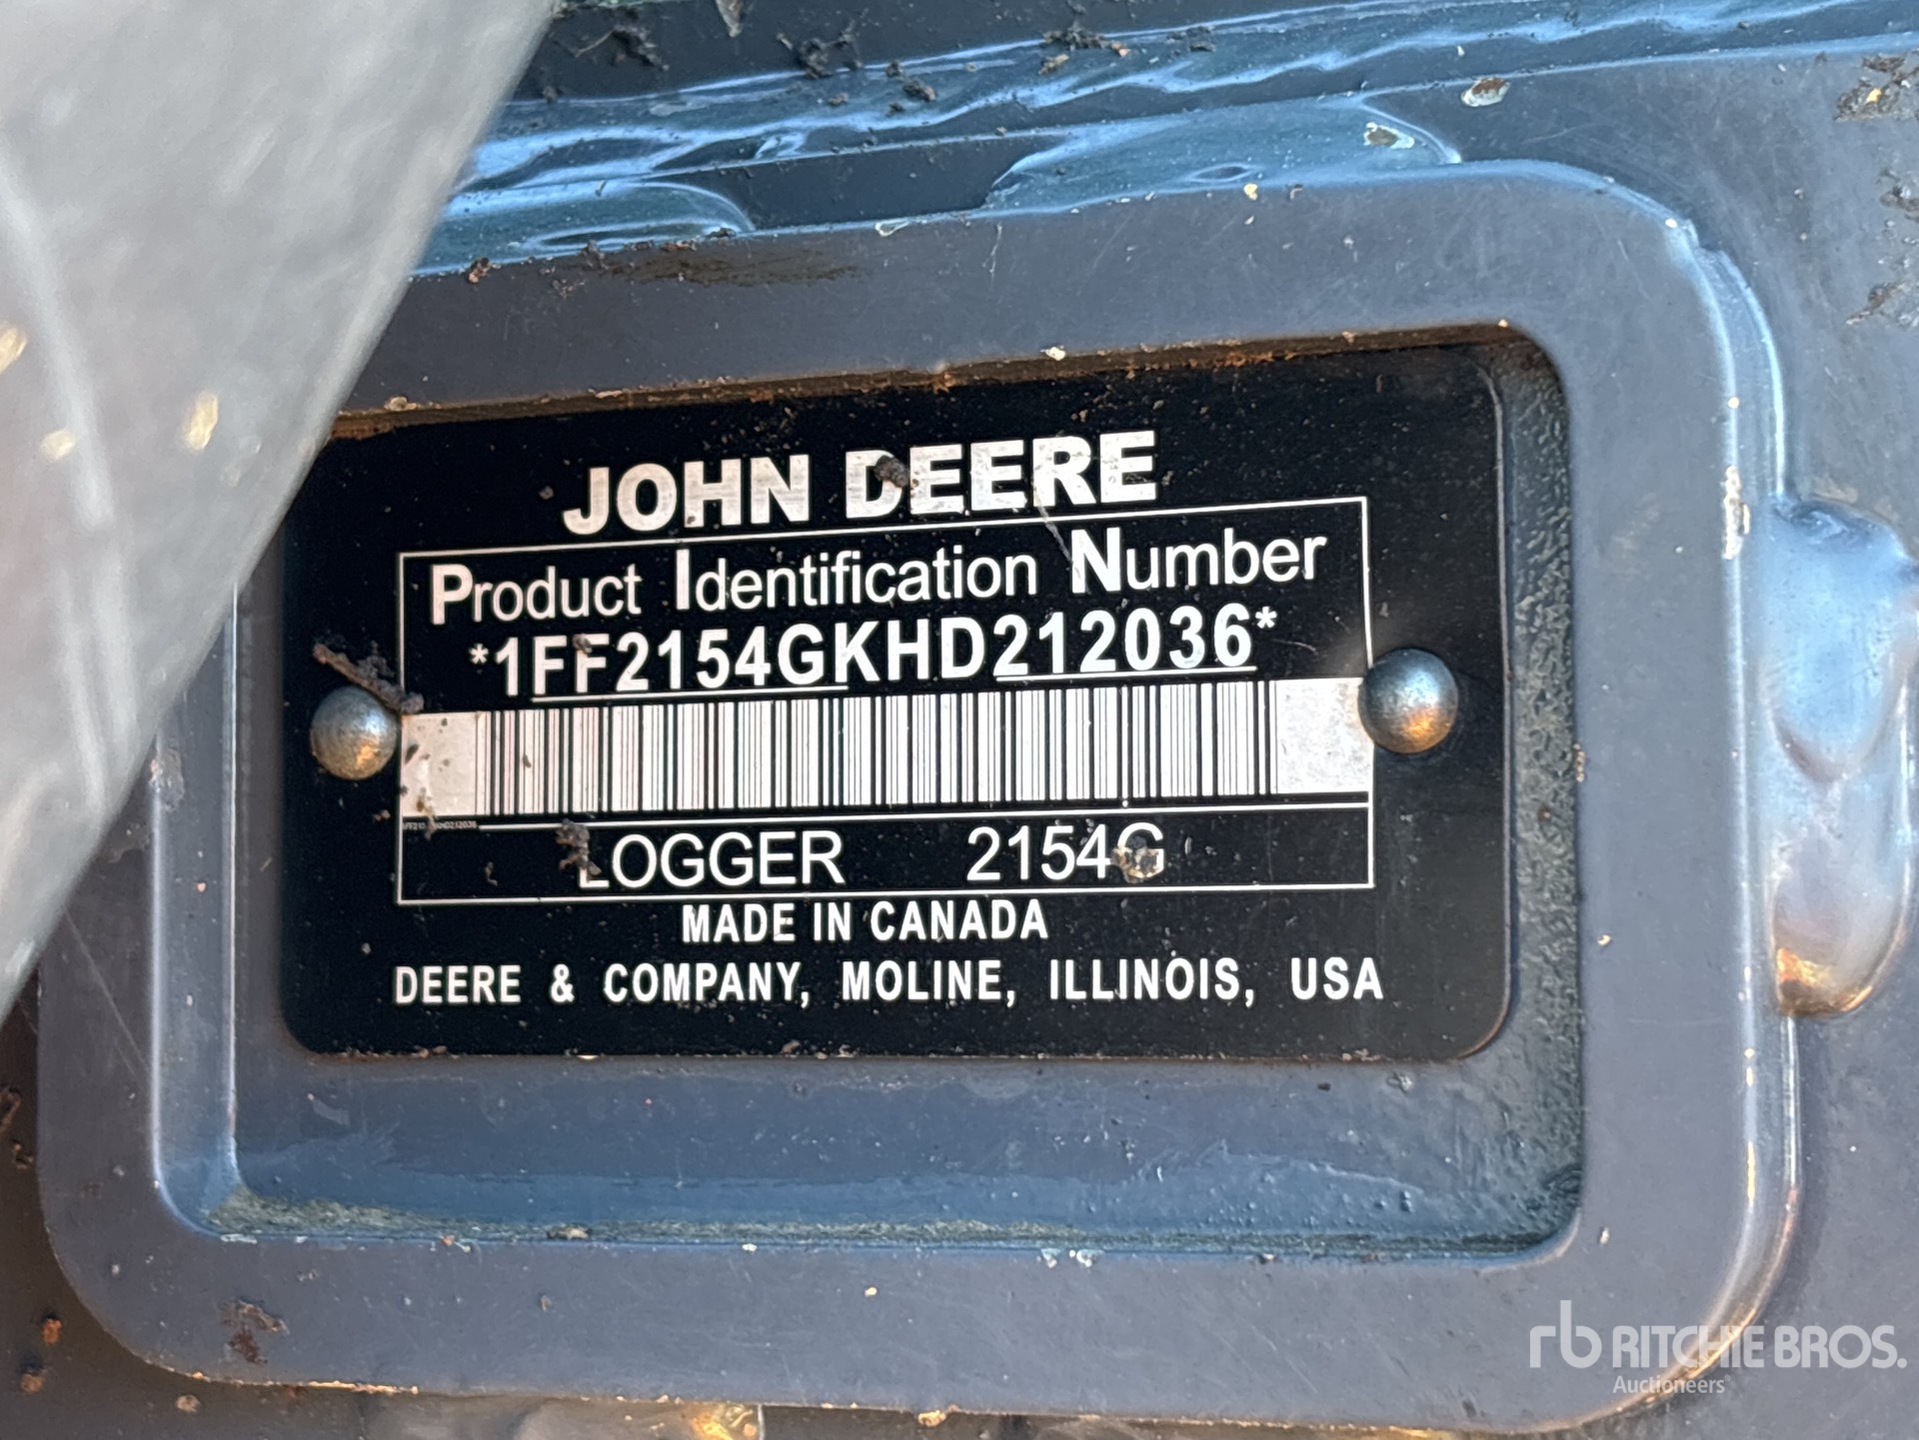 JOHN DEERE
Product Identification Number
*1FF2154GKHD212036*
LOGGER 2154G
MADE IN CANADA
DEERE & COMPANY, MOLINE, ILLINOIS, USA
rb RITCHIE BROS.
Auctioneers